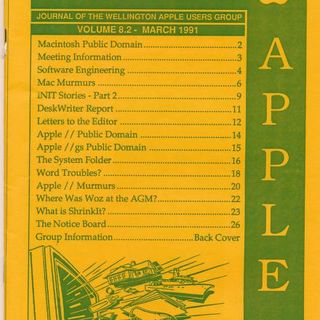 JOURNAL OF THE WELLINGTON APPLE USERS GROUP
VOLUME 8.2 - MARCH 1991
Macintosh Public Domain 2
Meeting Information 3
Software Engineering 4
Mac Murmurs 6
INIT Stories - Part 2 9
DeskWriter Report 11
Letters to the Editor 12
Apple // Public Domain 14
Apple //gs Public Domain 15
The System Folder 16
Word Troubles? 18
Apple // Murmurs 20
Where Was Woz at the AGM? 22
What is ShrinkIt? 23
The Notice Board 26
Group Information Back Cover
APPLE